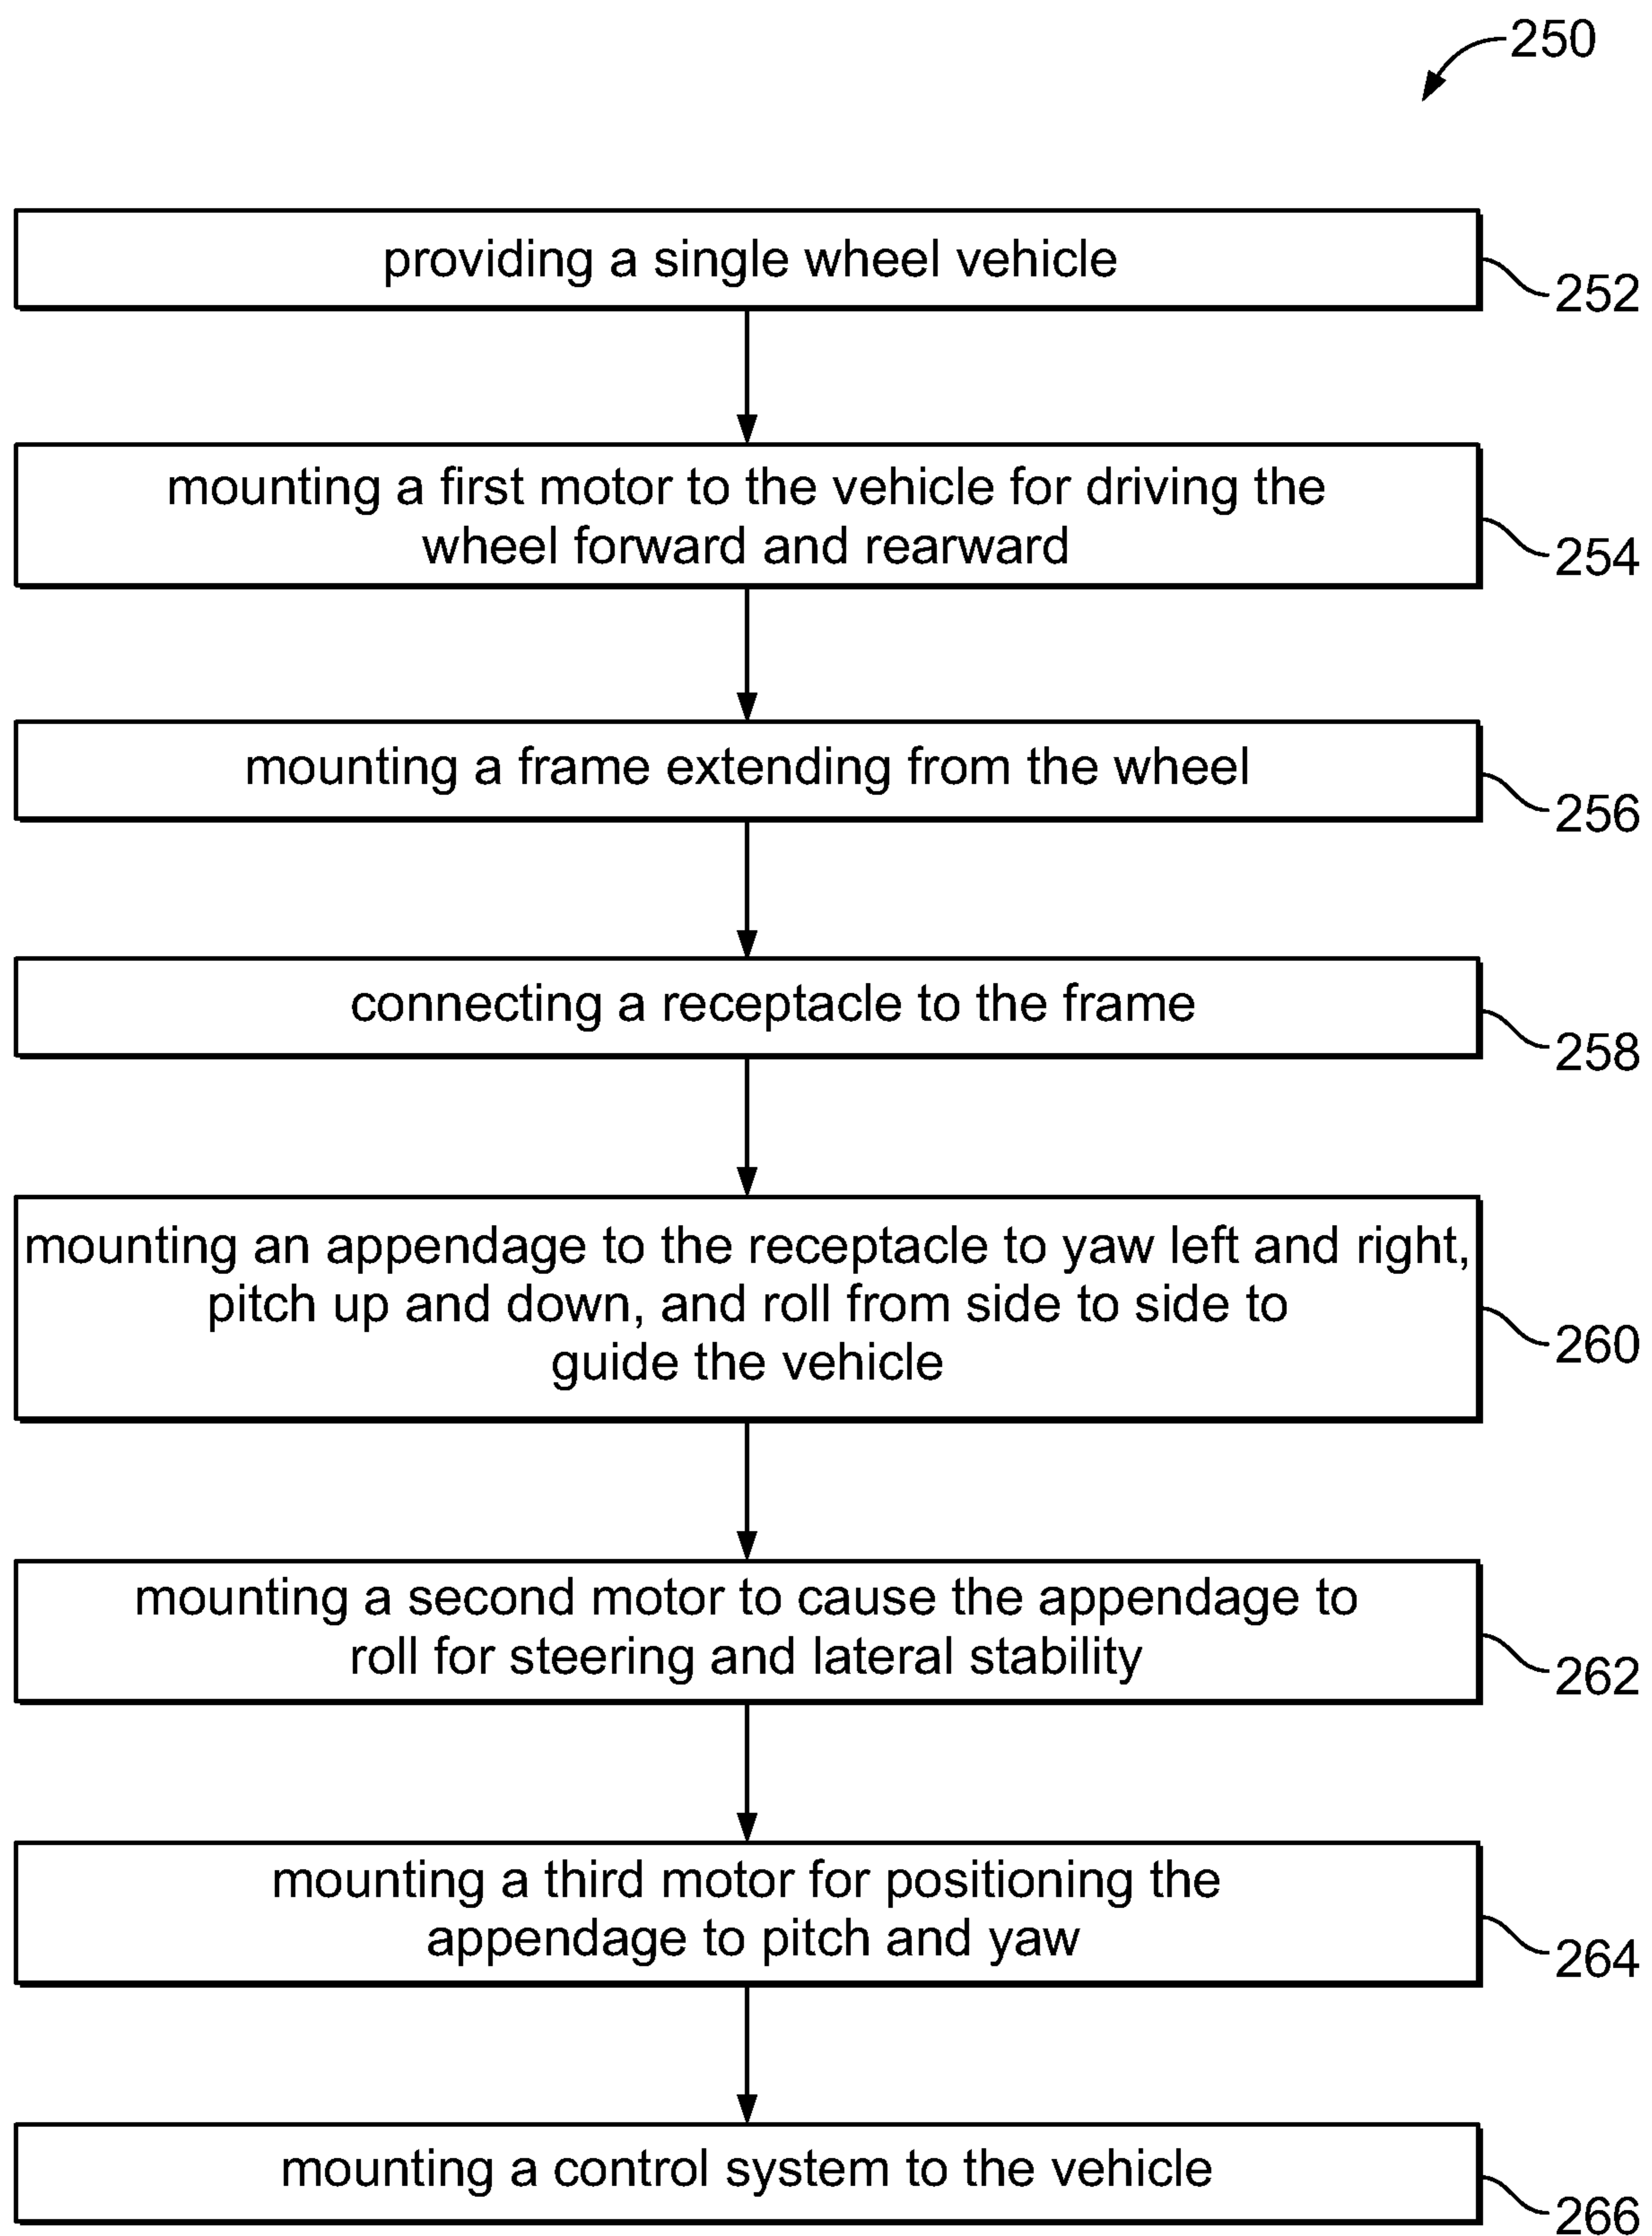 250
providing a single wheel vehicle
252
mounting a first motor to the vehicle for driving the
wheel forward and rearward
254
mounting a frame extending from the wheel
256
connecting a receptacle to the frame
258
mounting an appendage to the receptacle to yaw left and right,
pitch up and down, and roll from side to side to
guide the vehicle
260
mounting a second motor to cause the appendage to
roll for steering and lateral stability
262
mounting a third motor for positioning the
appendage to pitch and yaw
264
mounting a control system to the vehicle
266